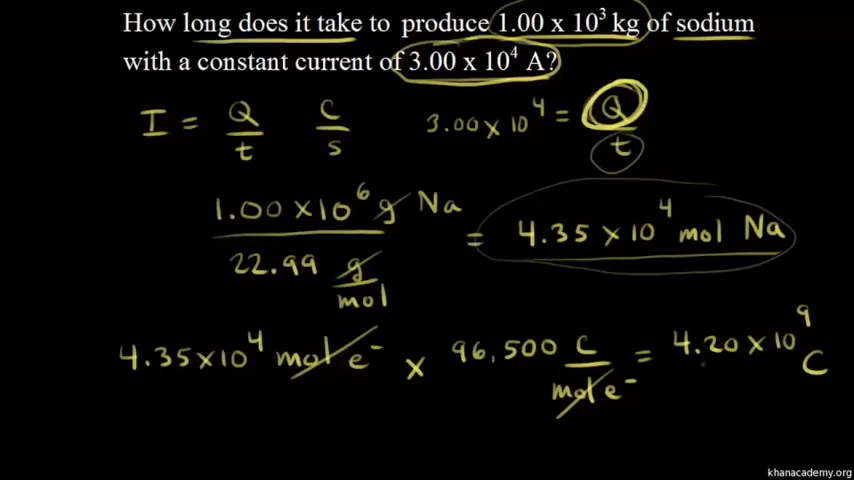 How long does it take to produce 1.00 x 10³ kg of sodium
with a constant current of 3.00 x 10⁴ A?
I = Q/t C/s 3.00 x 10⁴ = Q/t
1.00 x 10⁶ g Na / 22.99 g/mol = 4.35 x 10⁴ mol Na
4.35 x 10⁴ mol e⁻ x 96,500 C/mol e⁻ = 4.20 x 10⁹ C
khanacademy.org